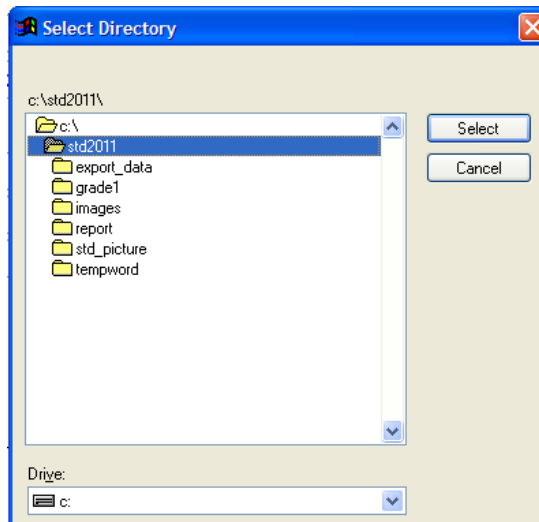 Select Directory
c:\std2011\
c:\
std2011
export_data
grade1
images
report
std_picture
tempword
Select
Cancel
Drive:
c: